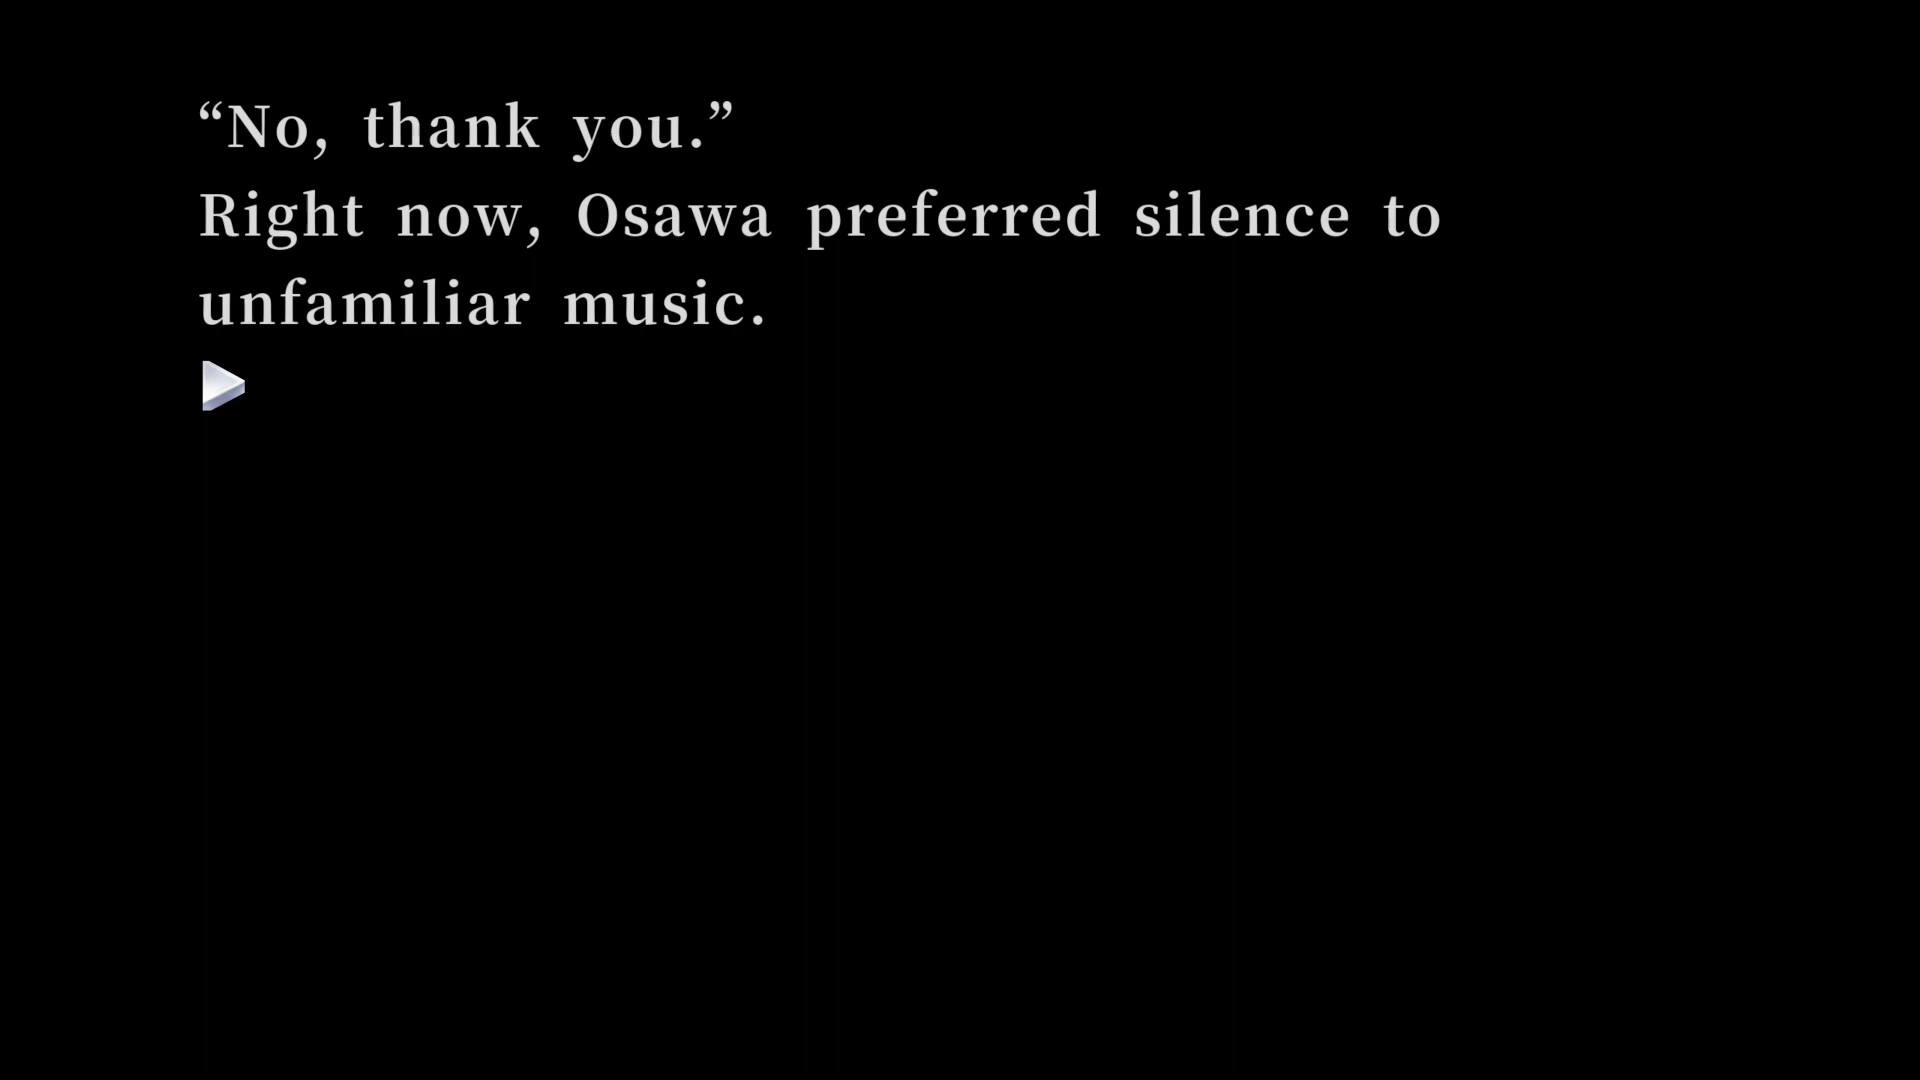 “No, thank you.”
Right now, Osawa preferred silence to
unfamiliar music.